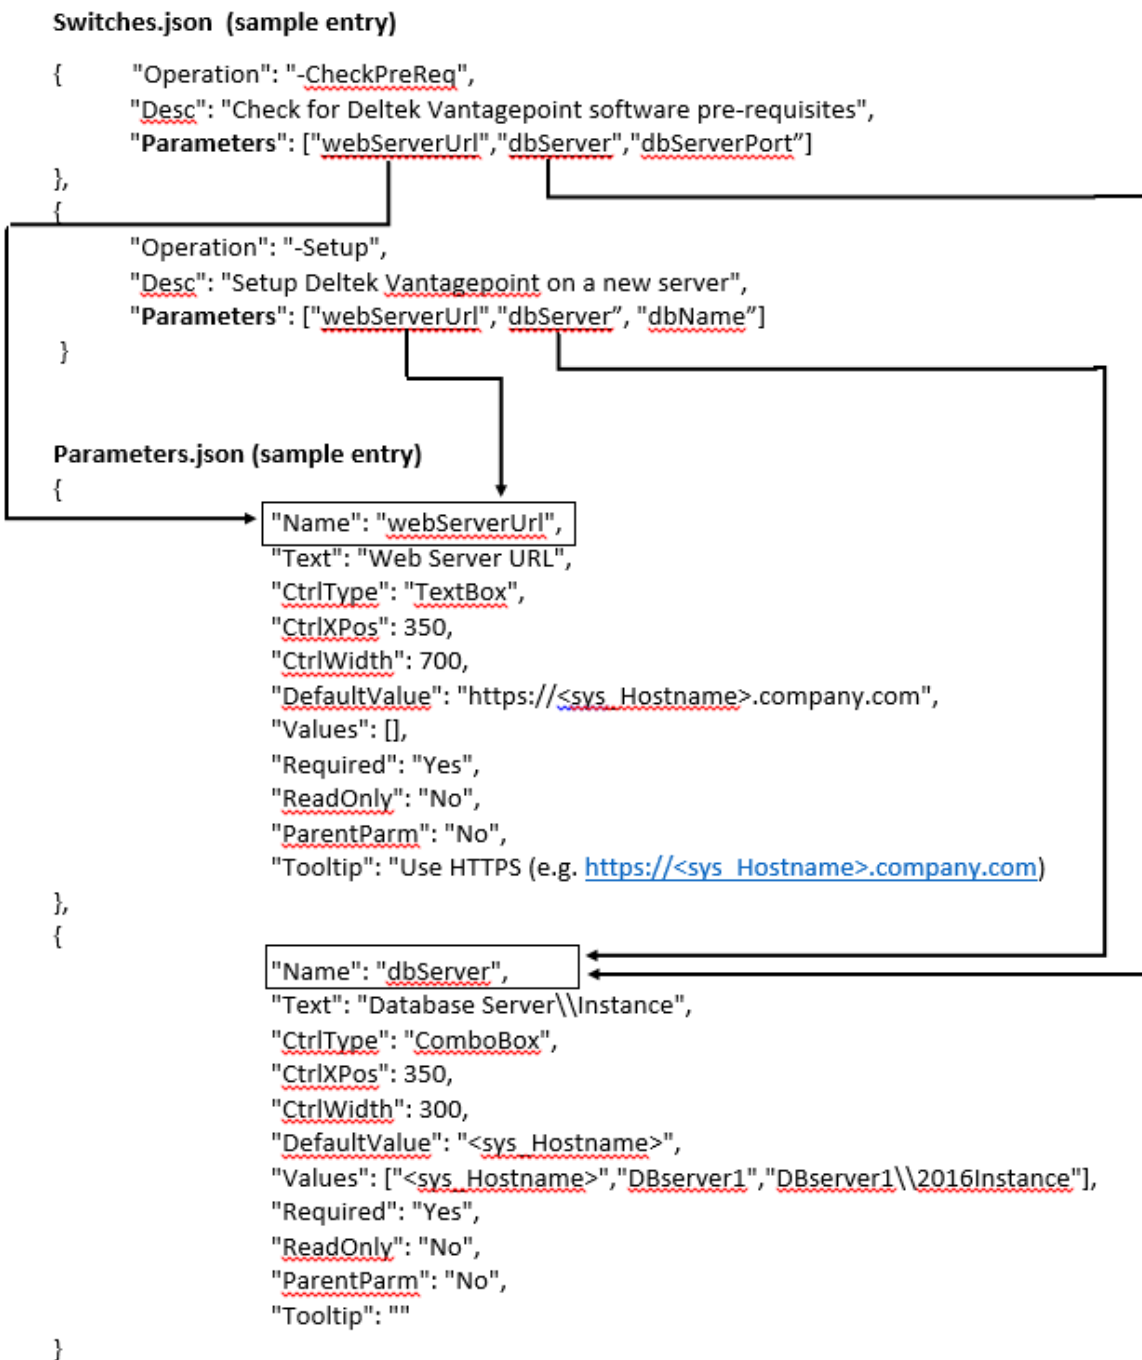 Switches.json  (sample entry)
{ "Operation": "-CheckPreReq",
"Desc": "Check for Deltek Vantagepoint software pre-requisites",
"Parameters": ["webServerUrl","dbServer","dbServerPort”]
},
{
"Operation": "-Setup",
"Desc": "Setup Deltek Vantagepoint on a new server",
"Parameters": ["webServerUrl","dbServer”, "dbName”]
}
Parameters.json (sample entry)
{
"Name": "webServerUrl",
"Text": "Web Server URL",
"CtrlType": "TextBox",
"CtrlXPos": 350,
"CtrlWidth": 700,
"DefaultValue": "https://<sys_Hostname>.company.com",
"Values": [],
"Required": "Yes",
"ReadOnly": "No",
"ParentParm": "No",
"Tooltip": "Use HTTPS (e.g. https://<sys_Hostname>.company.com)
},
{
"Name": "dbServer",
"Text": "Database Server\\Instance",
"CtrlType": "ComboBox",
"CtrlXPos": 350,
"CtrlWidth": 300,
"DefaultValue": "<sys_Hostname>",
"Values": ["<sys_Hostname>","DBserver1","DBserver1\\2016Instance"],
"Required": "Yes",
"ReadOnly": "No",
"ParentParm": "No",
"Tooltip": ""
}